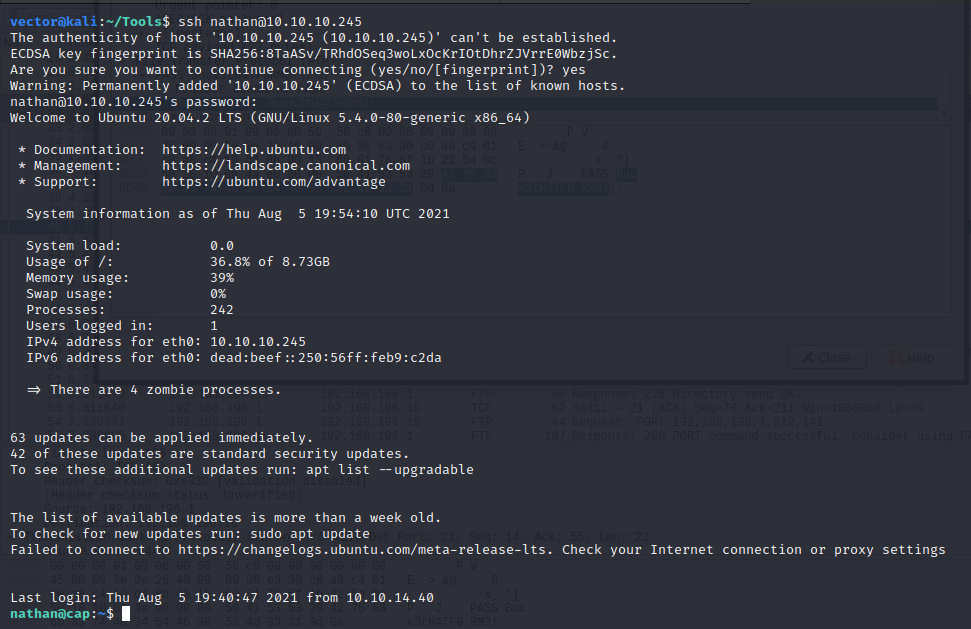 vector@kali:~/Tools$ ssh nathan@10.10.10.245
The authenticity of host '10.10.10.245 (10.10.10.245)' can't be established.
ECDSA key fingerprint is SHA256:8TaASv/TRhdOSeq3woLxOcKrIOtDhrZJVrrE0WbzjSc.
Are you sure you want to continue connecting (yes/no/[fingerprint])? yes
Warning: Permanently added '10.10.10.245' (ECDSA) to the list of known hosts.
nathan@10.10.10.245's password:
Welcome to Ubuntu 20.04.2 LTS (GNU/Linux 5.4.0-80-generic x86_64)
* Documentation: https://help.ubuntu.com
* Management: https://landscape.canonical.com
* Support: https://ubuntu.com/advantage
System information as of Thu Aug 5 19:54:10 UTC 2021
System load: 0.0
Usage of /: 36.8% of 8.73GB
Memory usage: 39%
Swap usage: 0%
Processes: 242
Users logged in: 1
IPv4 address for eth0: 10.10.10.245
IPv6 address for eth0: dead:beef::250:56ff:feb9:c2da
Close Help
=> There are 4 zombie processes.
63 updates can be applied immediately.
42 of these updates are standard security updates.
To see these additional updates run: apt list --upgradable
The list of available updates is more than a week old.
To check for new updates run: sudo apt update
Failed to connect to https://changelogs.ubuntu.com/meta-release-lts. Check your Internet connection or proxy settings
Last login: Thu Aug 5 19:40:47 2021 from 10.10.14.40
nathan@cap:~$